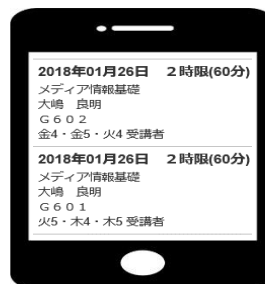 2018年01月26日　２時限(60分)
メディア情報基礎
大嶋　良明
Ｇ６０２
金4・金5・火4 受講者
2018年01月26日　２時限(60分)
メディア情報基礎
大嶋　良明
Ｇ６０１
火5・木4・木5 受講者